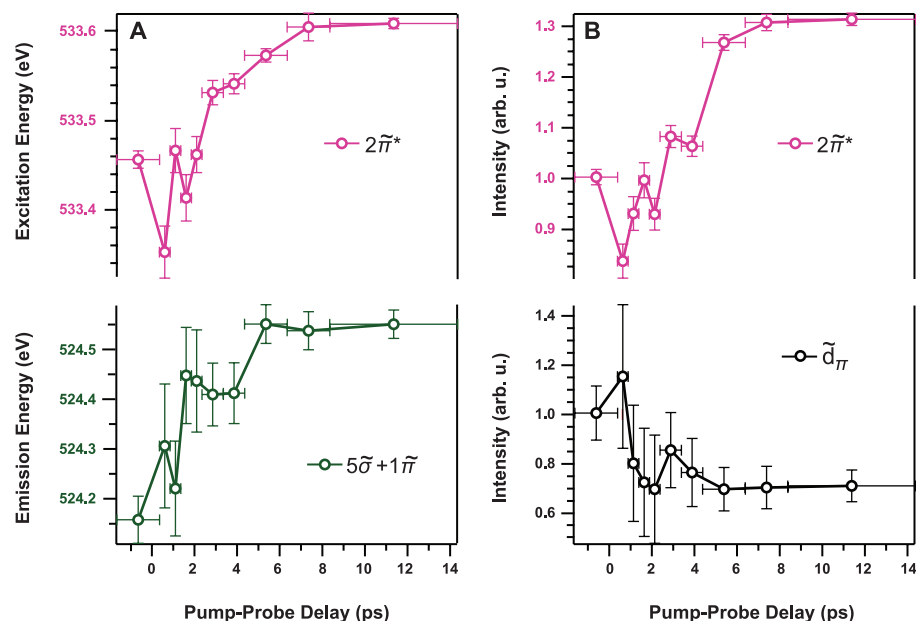 A
533.6
533.5
533.4
Excitation Energy (eV)
2π̃*
B
1.3
1.2
1.1
1.0
0.9
Intensity (arb. u.)
2π̃*
524.5
524.4
524.3
524.2
Emission Energy (eV)
5σ̃+1π̃
0 2 4 6 8 10 12 14
Pump-Probe Delay (ps)
1.4
1.2
1.0
0.8
0.6
Intensity (arb. u.)
d̃π
0 2 4 6 8 10 12 14
Pump-Probe Delay (ps)